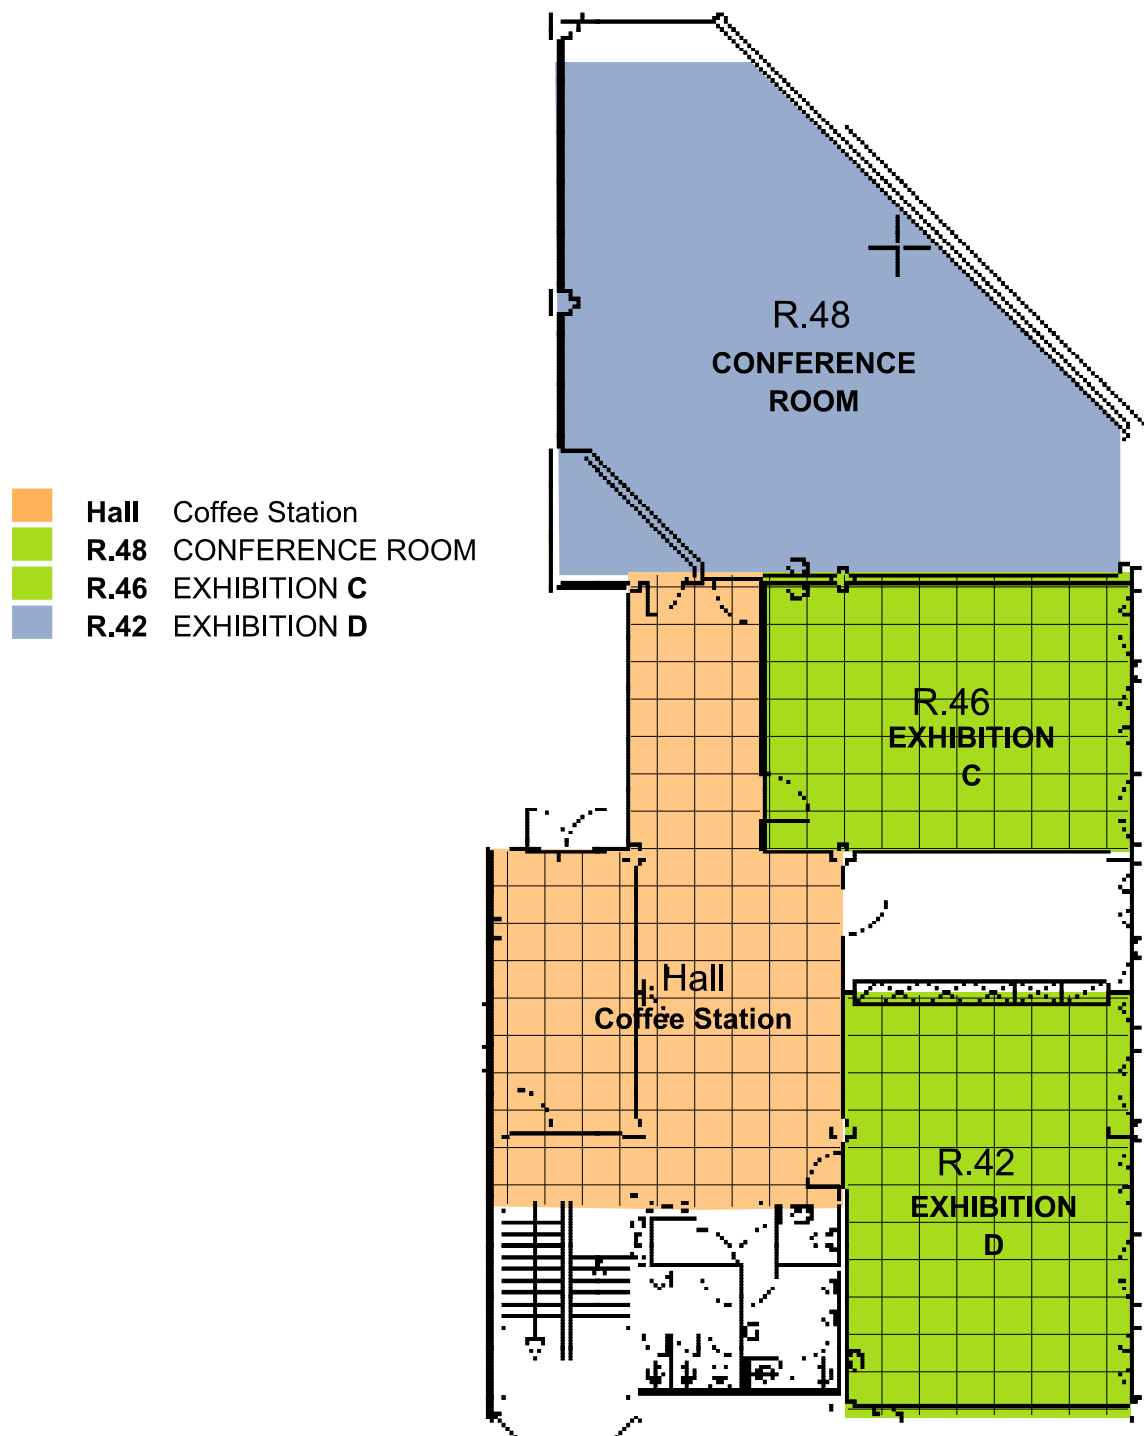 R.48
CONFERENCE
ROOM
Hall Coffee Station
R.48 CONFERENCE ROOM
R.46 EXHIBITION C
R.42 EXHIBITION D
R.46
EXHIBITION
C
Hall
Coffee Station
R.42
EXHIBITION
D